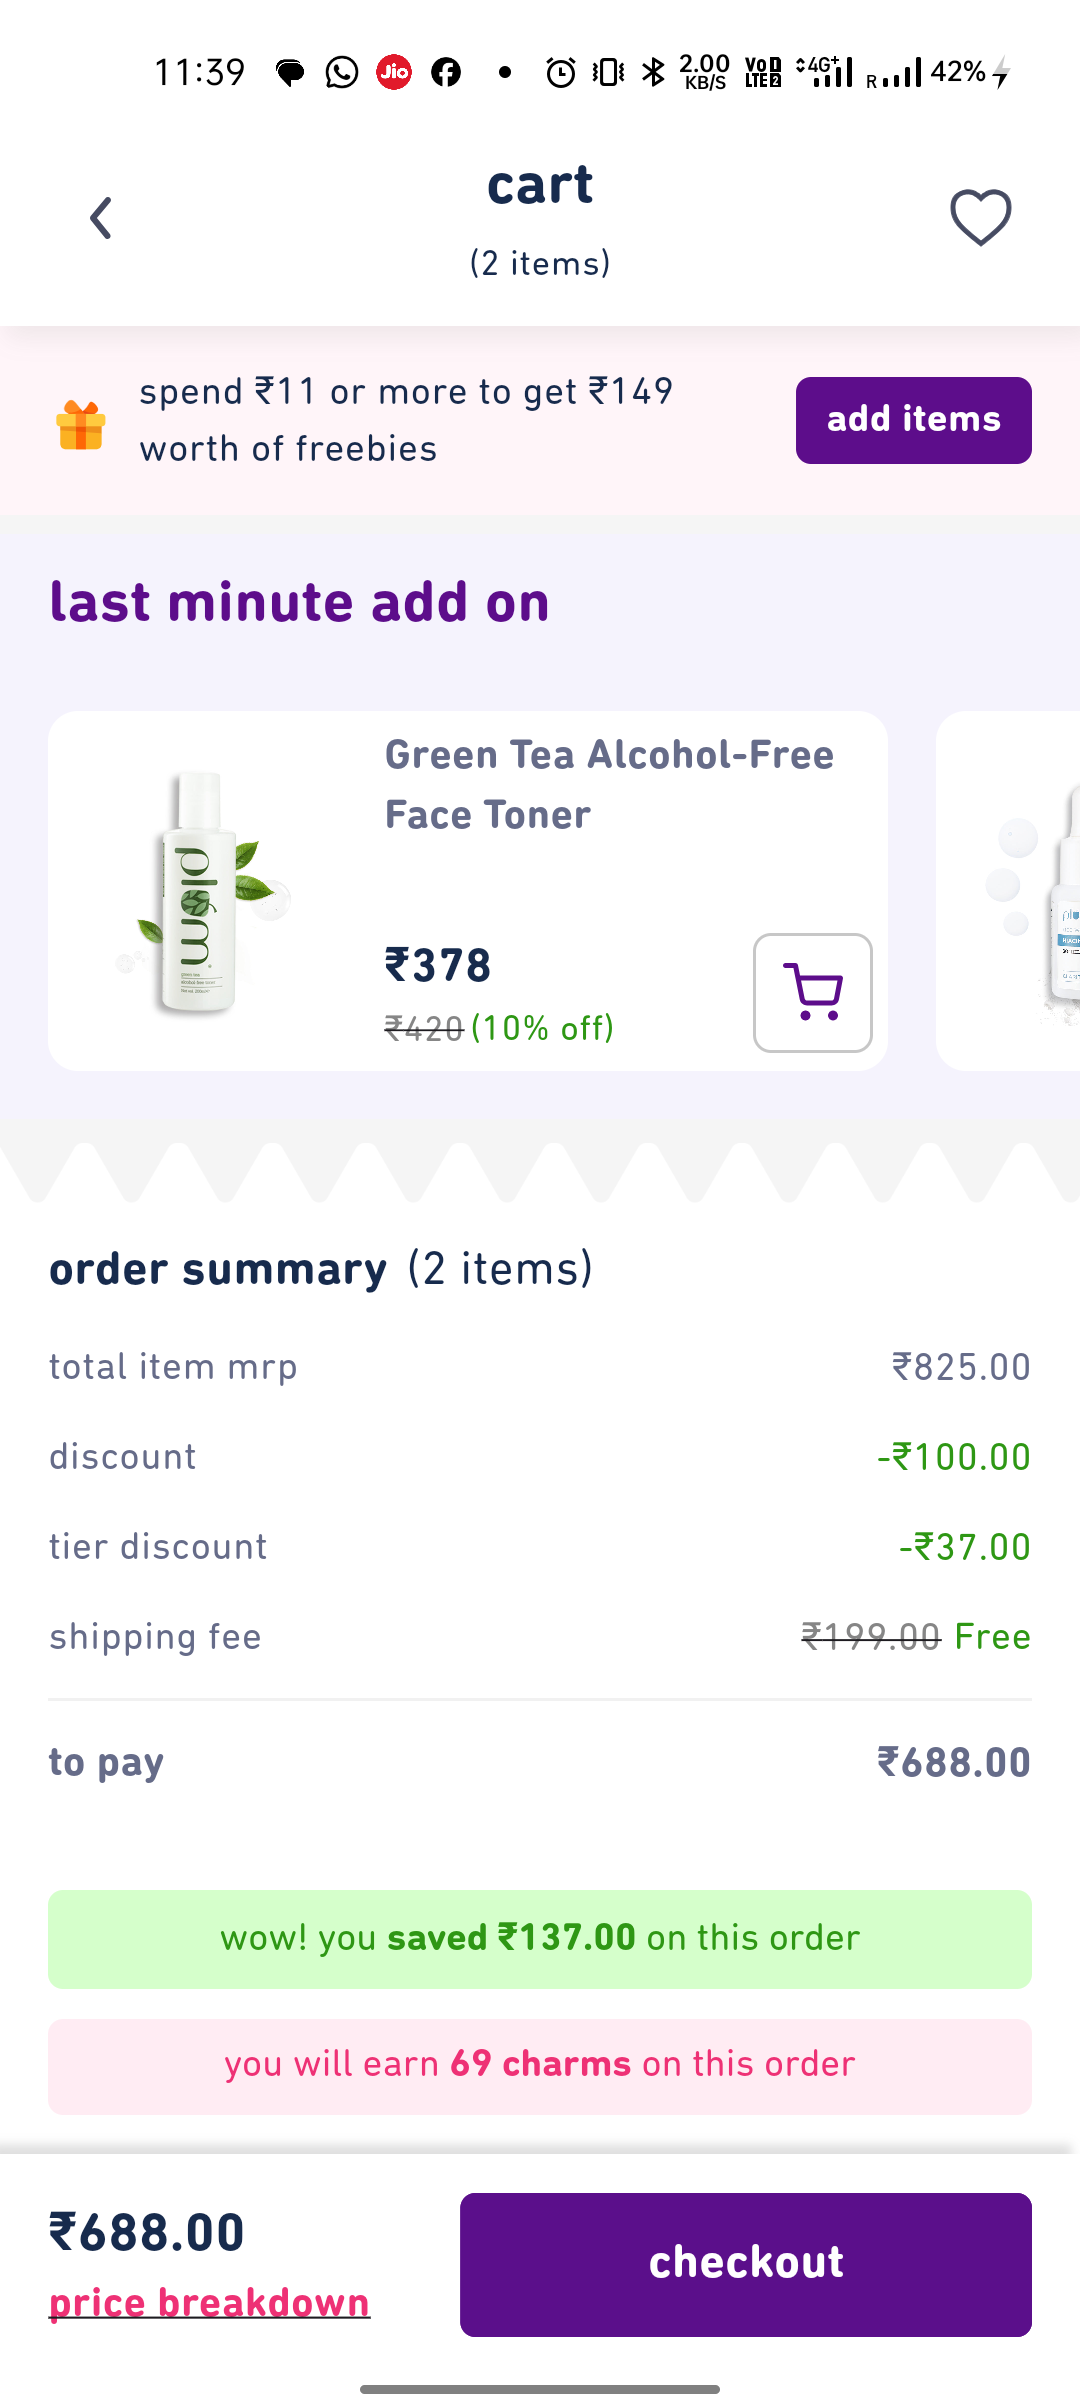 11:39
Jio
2.00
KB/S
VoD
LTE2
4G+
R
42%
cart
(2 items)
spend ₹11 or more to get ₹149
worth of freebies
add items
last minute add on
plum
Green Tea Alcohol-Free
Face Toner
₹378
₹420 (10% off)
order summary (2 items)
total item mrp ₹825.00
discount -₹100.00
tier discount -₹37.00
shipping fee ₹199.00 Free
to pay ₹688.00
wow! you saved ₹137.00 on this order
you will earn 69 charms on this order
₹688.00
price breakdown
checkout